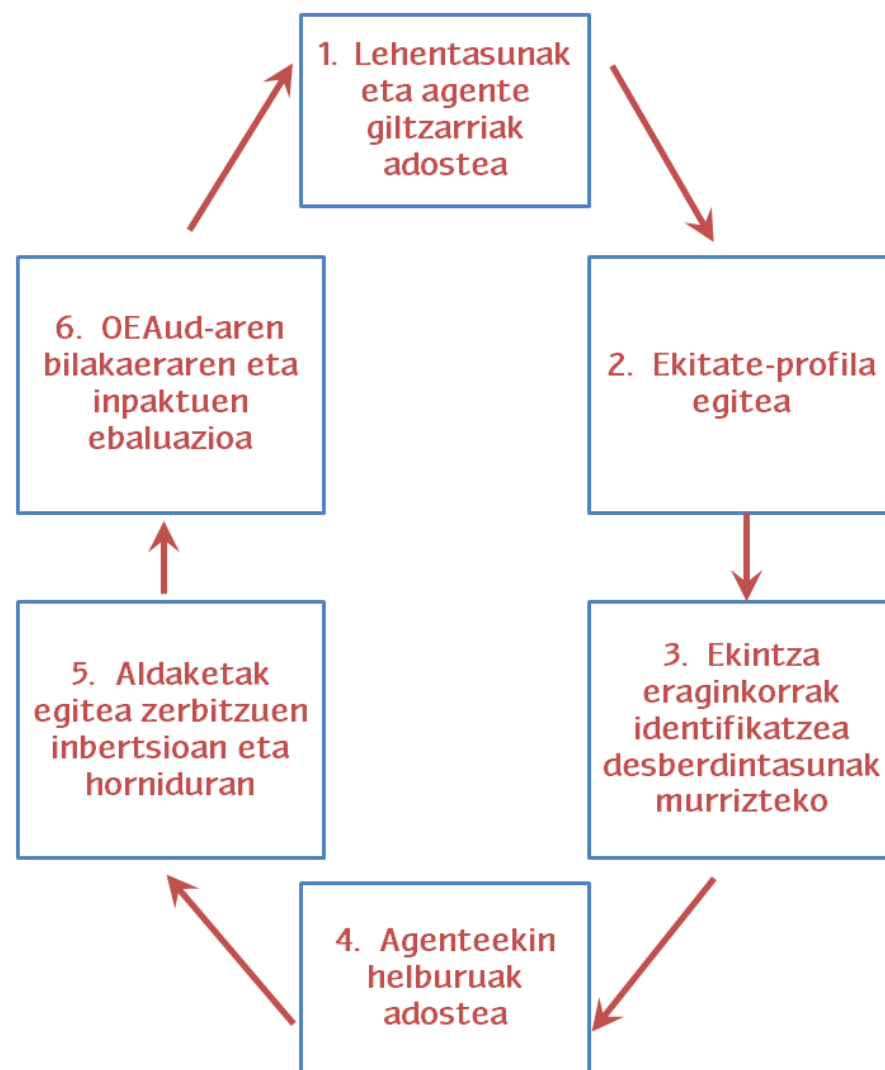 1. Lehentasunak
eta agente
giltzarriak
adostea
2. Ekitate-profila
egitea
3. Ekintza
eraginkorrak
identifikatzea
desberdintasunak
murrizteko
4. Agenteekin
helburuak
adostea
5. Aldaketak
egitea zerbitzuen
inbertsioan eta
horniduran
6. OEAud-aren
bilakaeraren eta
inpaktuen
ebaluazioa